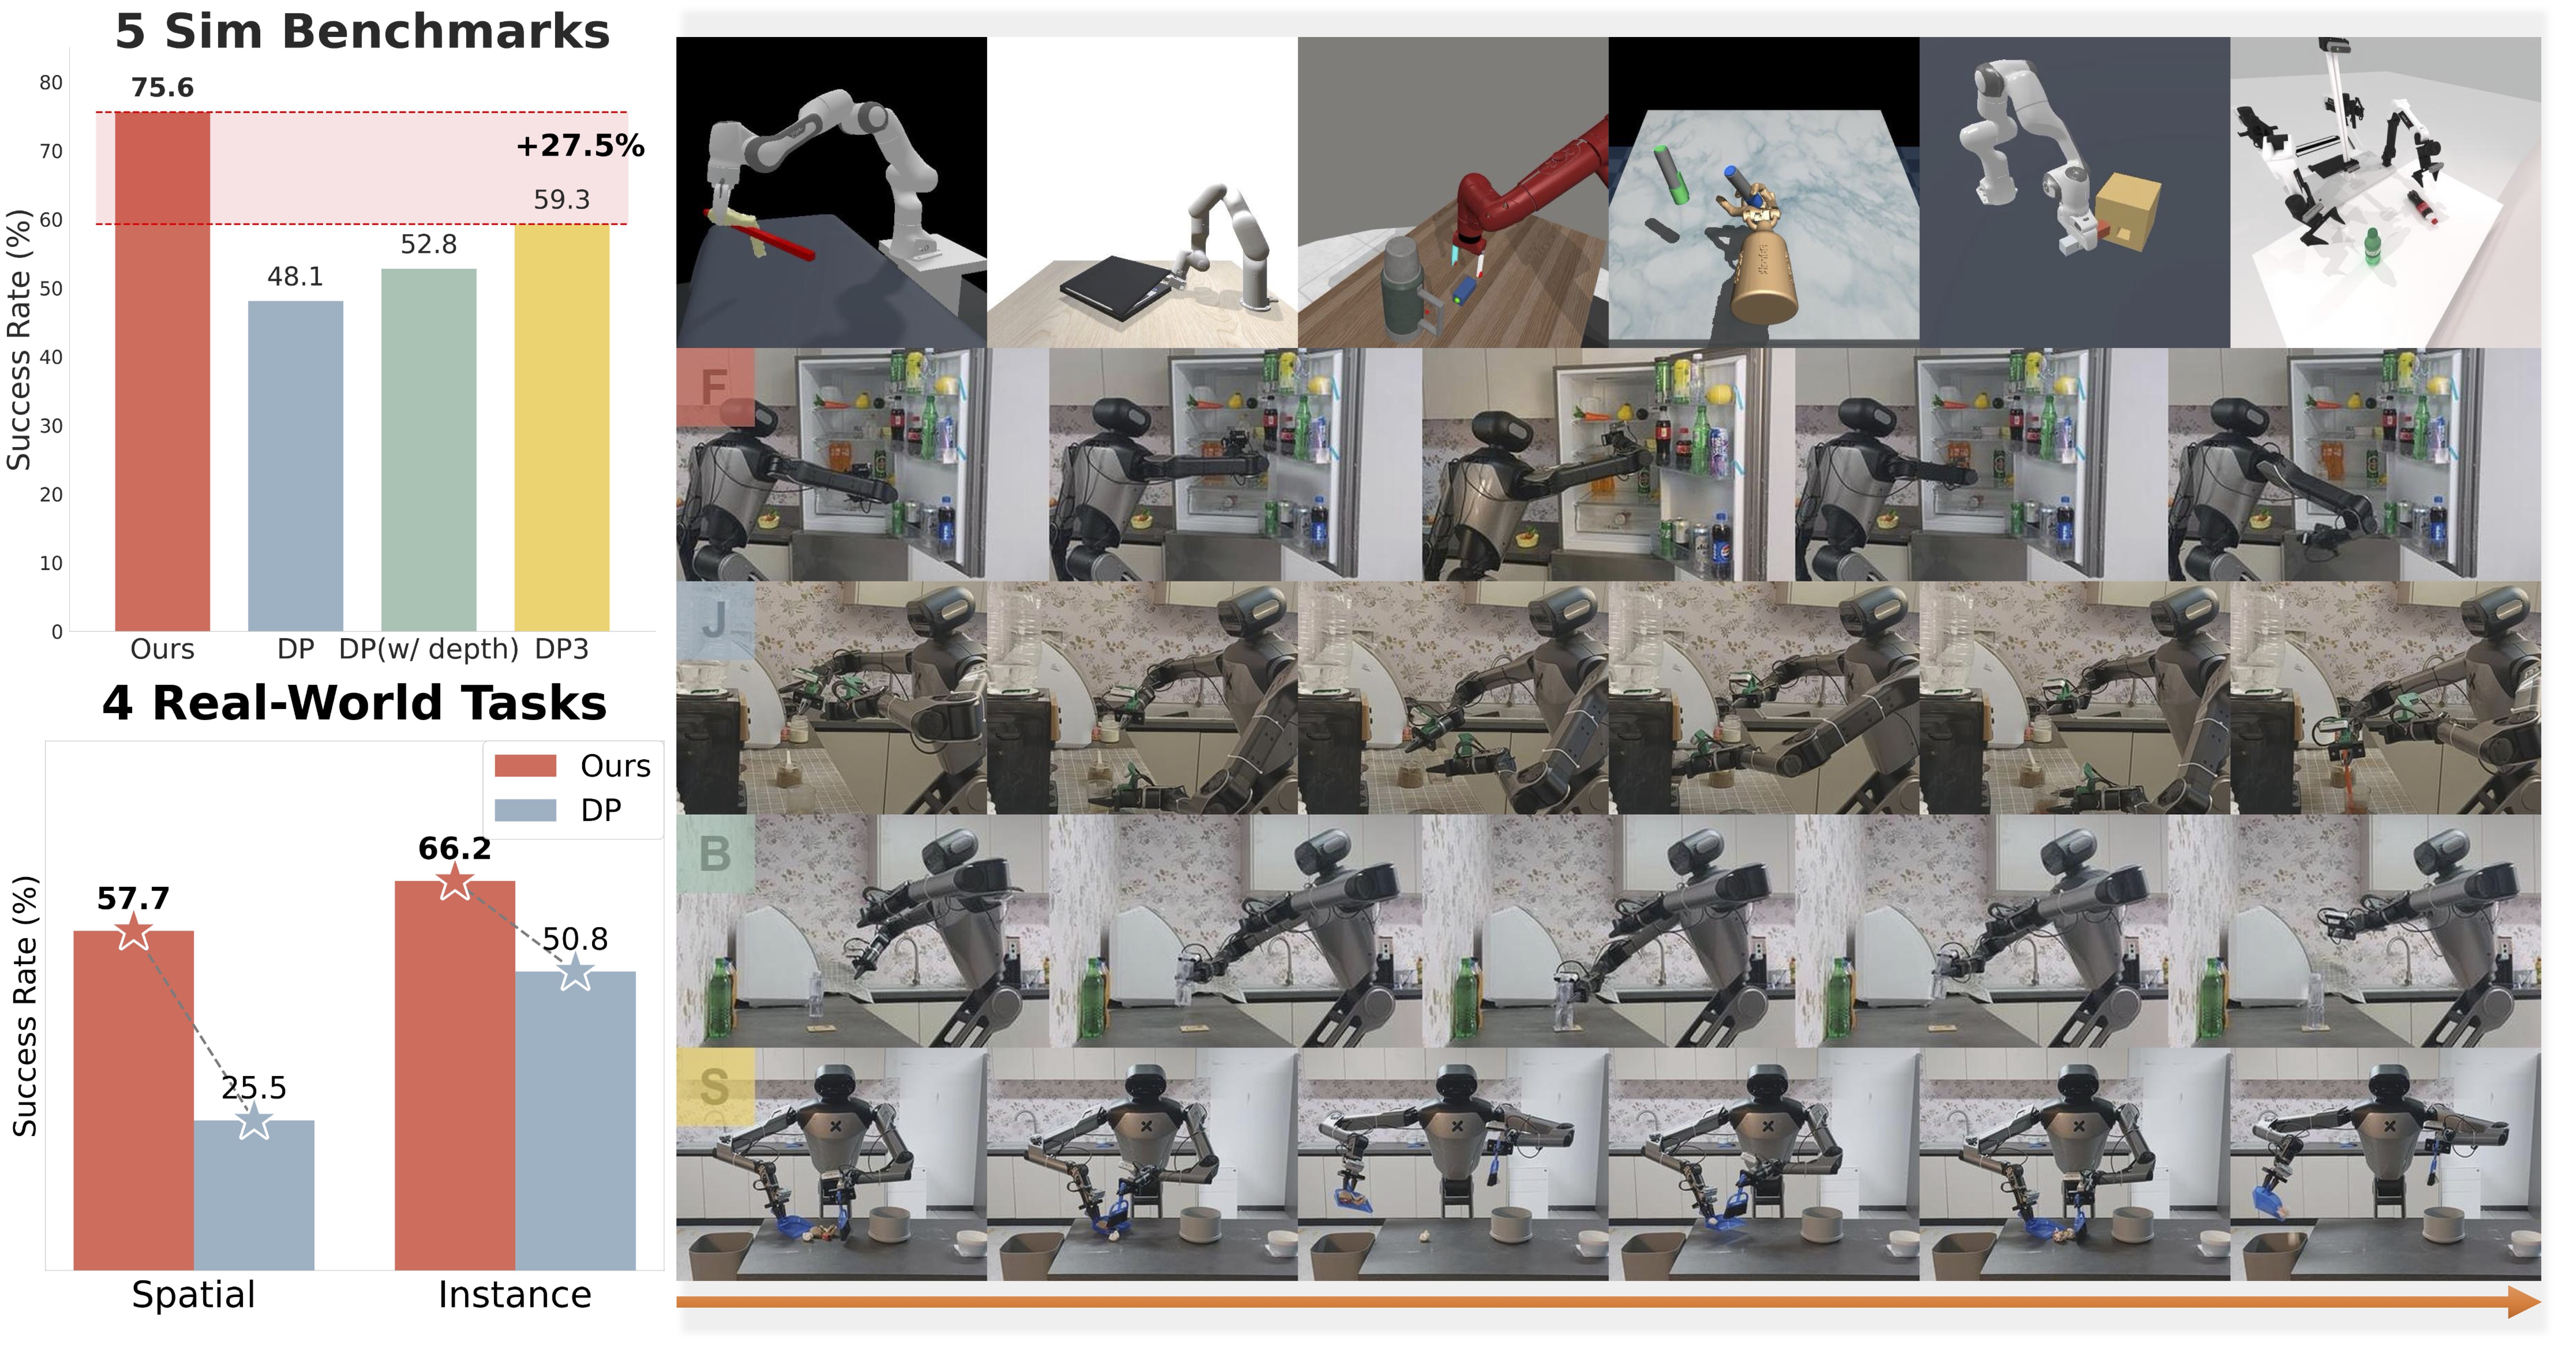 5 Sim Benchmarks
Success Rate (%)
80
70
60
50
40
30
20
10
0
75.6
+27.5%
59.3
52.8
48.1
Ours
DP
DP(w/ depth)
DP3
4 Real-World Tasks
Success Rate (%)
Ours
DP
57.7
25.5
66.2
50.8
Spatial
Instance
F
J
B
S